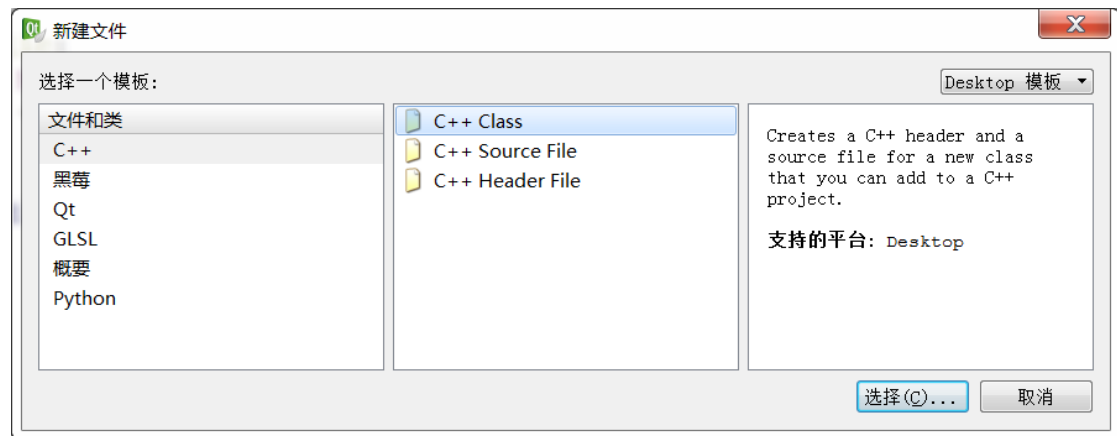 新建文件
选择一个模板:
Desktop 模板
文件和类
C++
黑莓
Qt
GLSL
概要
Python
C++ Class
C++ Source File
C++ Header File
Creates a C++ header and a
source file for a new class
that you can add to a C++
project.
支持的平台: Desktop
选择(C)...
取消